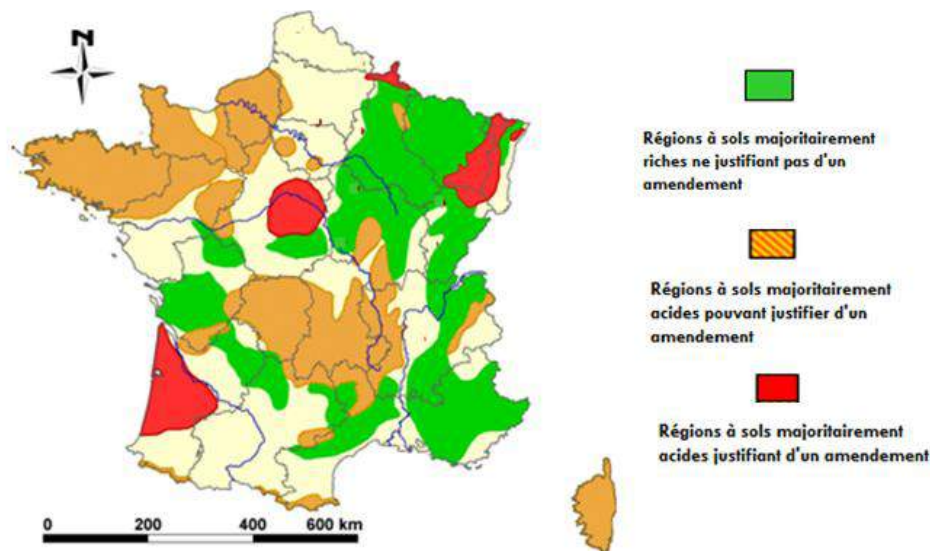 N
Régions à sols majoritairement
riches ne justifiant pas d'un
amendement
Régions à sols majoritairement
acides pouvant justifier d'un
amendement
Régions à sols majoritairement
acides justifiant d'un amendement
0 200 400 600 km